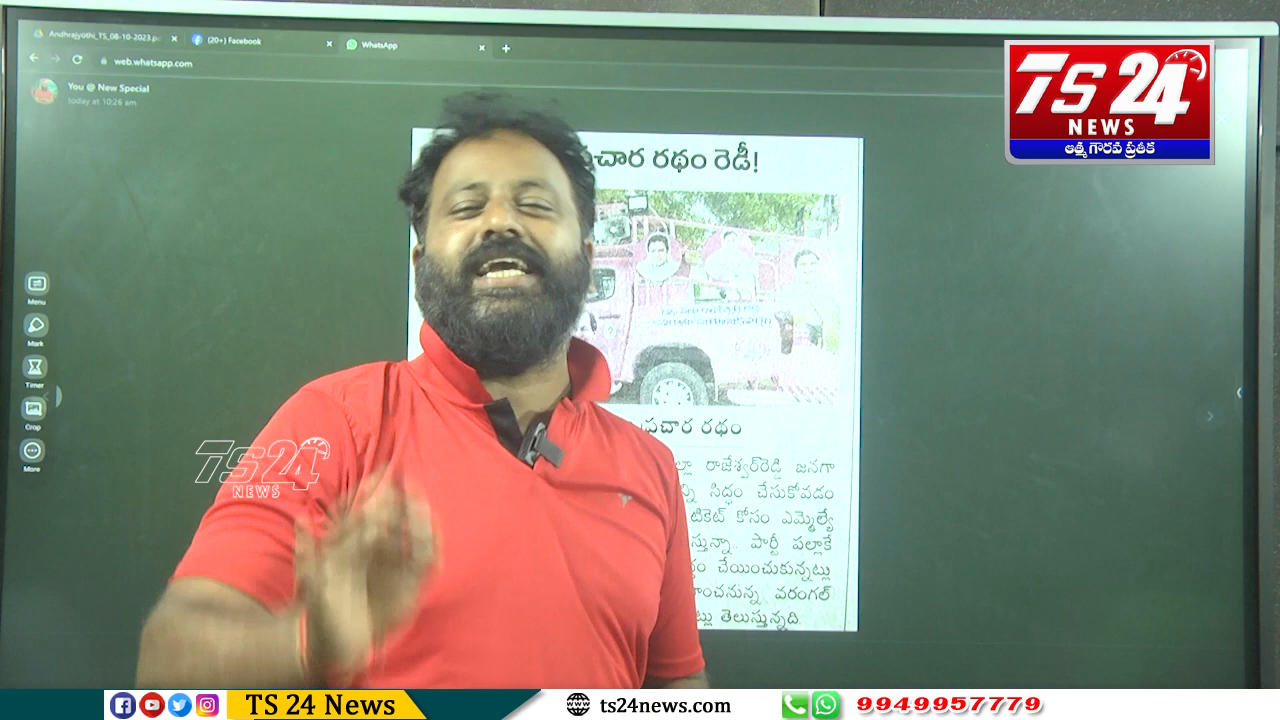 Andhrajyothi_TS_08-10-2023.p
(20+) Facebook
WhatsApp
web.whatsapp.com
You @ New Special
today at 10:26 am
TS 24
NEWS
ఆత్మ గౌరవ ప్రతీక
చార రథం రెడీ!
Menu
Mark
Timer
Crop
More
TS 24
NEWS
చార రథం
ల్లా రాజేశ్వర్‌రెడ్డి జనగా
న్ని సిద్ధం చేసుకోవడం
టికెట్ కోసం ఎమ్మెల్యే
స్తున్నా.. పార్టీ పల్లాకే
ం చేయించుకున్నట్లు
ంచనున్న వరంగల్
ట్లు తెలుస్తున్నది.
TS 24 News
ts24news.com
9949957779